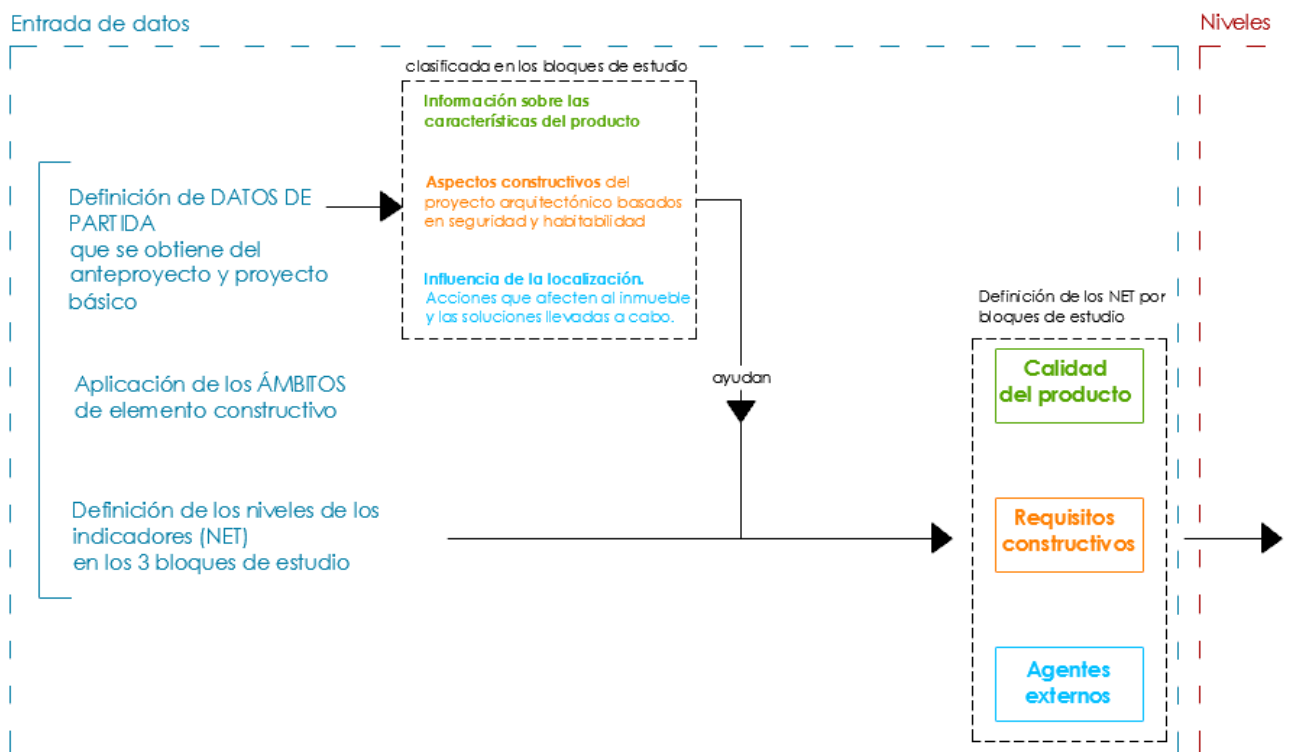 Entrada de datos
Niveles
clasificada en los bloques de estudio
Información sobre las
características del producto
Aspectos constructivos del
proyecto arquitectónico basados
en seguridad y habitabilidad
Influencia de la localización.
Acciones que afecten al inmueble
y las soluciones llevadas a cabo.
Definición de DATOS DE
PARTIDA
que se obtiene del
anteproyecto y proyecto
básico
Aplicación de los ÁMBITOS
de elemento constructivo
Definición de los niveles de los
indicadores (NET)
en los 3 bloques de estudio
ayudan
Definición de los NET por
bloques de estudio
Calidad
del producto
Requisitos
constructivos
Agentes
externos